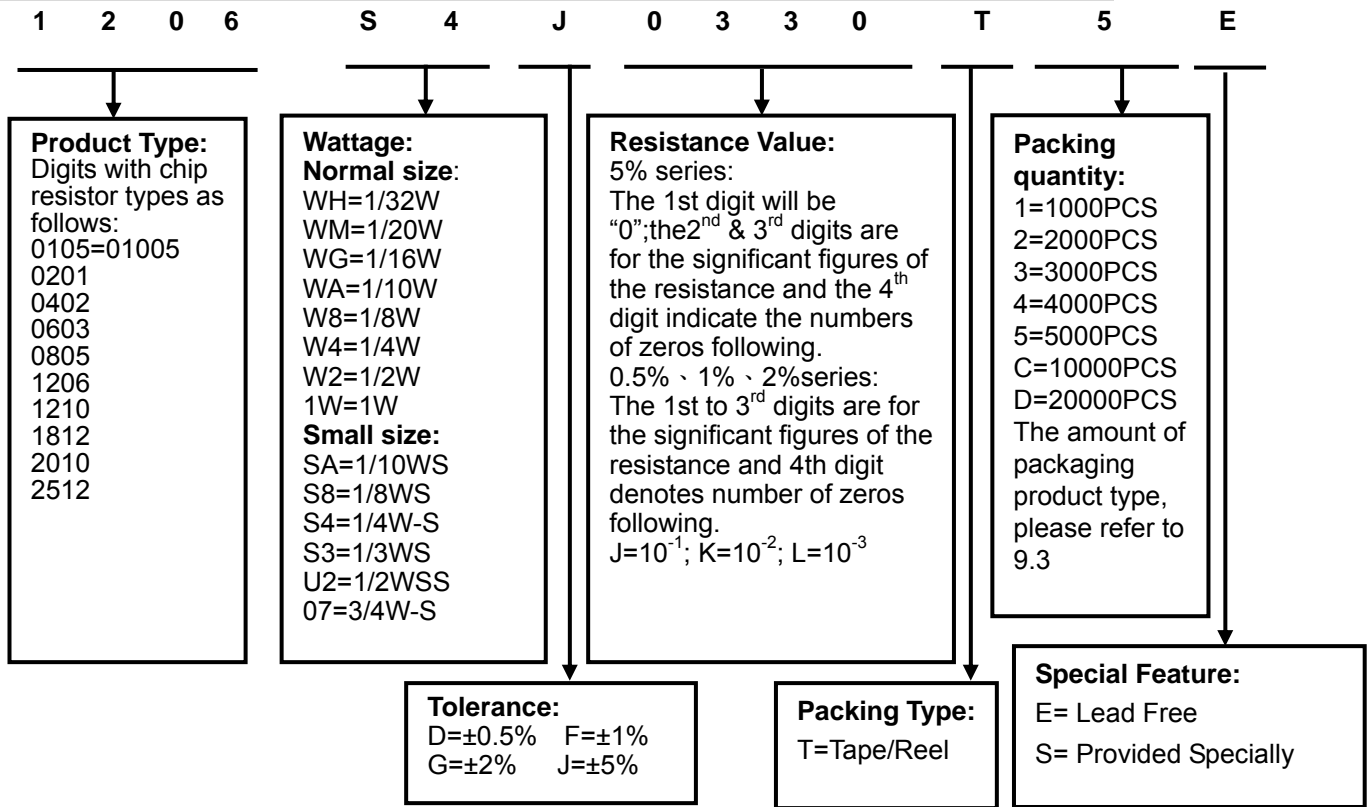 1 2 0 6 S 4 J 0 3 3 0 T 5 E
Product Type:
Digits with chip
resistor types as
follows:
0105=01005
0201
0402
0603
0805
1206
1210
1812
2010
2512
Wattage:
Normal size:
WH=1/32W
WM=1/20W
WG=1/16W
WA=1/10W
W8=1/8W
W4=1/4W
W2=1/2W
1W=1W
Small size:
SA=1/10WS
S8=1/8WS
S4=1/4W-S
S3=1/3WS
U2=1/2WSS
07=3/4W-S
Resistance Value:
5% series:
The 1st digit will be
“0”;the2nd & 3rd digits are
for the significant figures of
the resistance and the 4th
digit indicate the numbers
of zeros following.
0.5%、1%、2%series:
The 1st to 3rd digits are for
the significant figures of the
resistance and 4th digit
denotes number of zeros
following.
J=10-1; K=10-2; L=10-3
Packing
quantity:
1=1000PCS
2=2000PCS
3=3000PCS
4=4000PCS
5=5000PCS
C=10000PCS
D=20000PCS
The amount of
packaging
product type,
please refer to
9.3
Tolerance:
D=±0.5% F=±1%
G=±2% J=±5%
Packing Type:
T=Tape/Reel
Special Feature:
E= Lead Free
S= Provided Specially